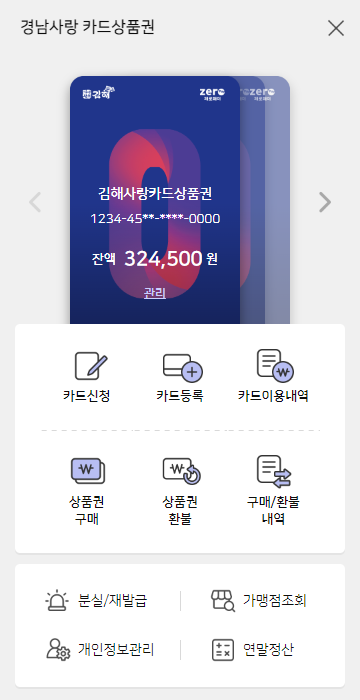 경남사랑 카드상품권
김해 zero 제로페이 zero 제로페이
김해사랑카드상품권
1234-45**-****-0000
잔액 324,500 원
관리
카드신청 카드등록 카드이용내역
상품권 상품권 구매/환불
구매 환불 내역
분실/재발급 가맹점조회
개인정보관리 연말정산